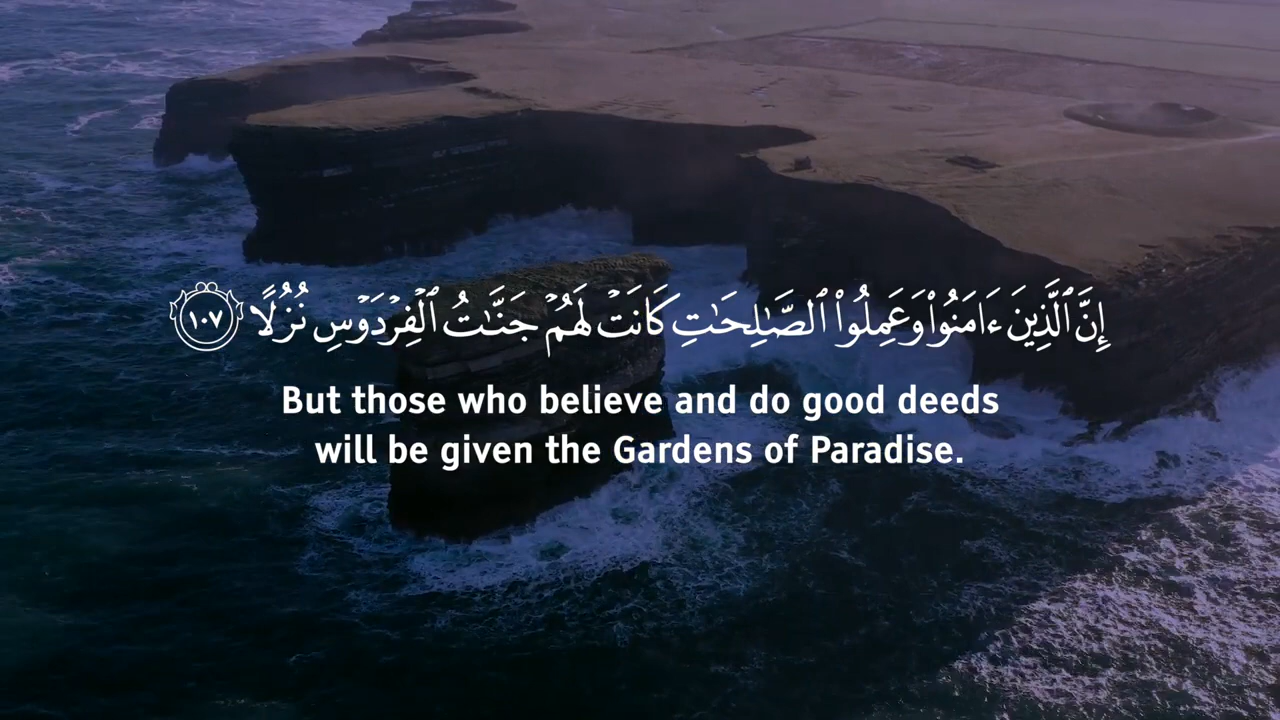 إِنَّ ٱلَّذِينَ ءَامَنُوا۟ وَعَمِلُوا۟ ٱلصَّـٰلِحَـٰتِ كَانَتْ لَهُمْ جَنَّـٰتُ ٱلْفِرْدَوْسِ نُزُلًا ١٠٧
But those who believe and do good deeds
will be given the Gardens of Paradise.